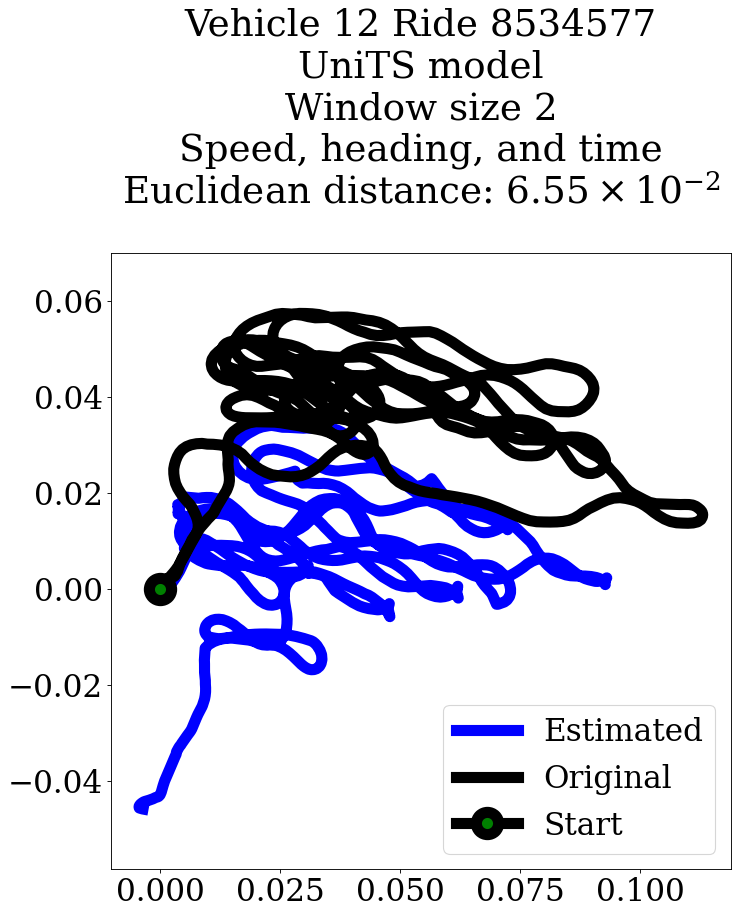 Vehicle 12 Ride 8534577
UniTS model
Window size 2
Speed, heading, and time
Euclidean distance: 6.55 × 10⁻²
0.06
0.04
0.02
0.00
−0.02
−0.04
Estimated
Original
Start
0.000 0.025 0.050 0.075 0.100